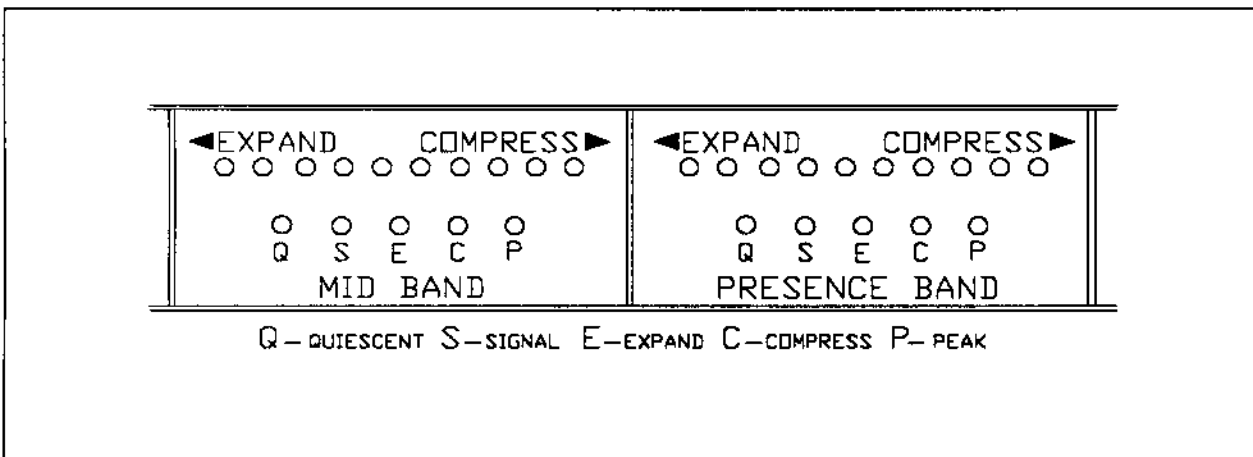 ◄EXPAND COMPRESS► ◄EXPAND COMPRESS►
Q S E C P Q S E C P
MID BAND PRESENCE BAND
Q–QUIESCENT S–SIGNAL E–EXPAND C–COMPRESS P–PEAK